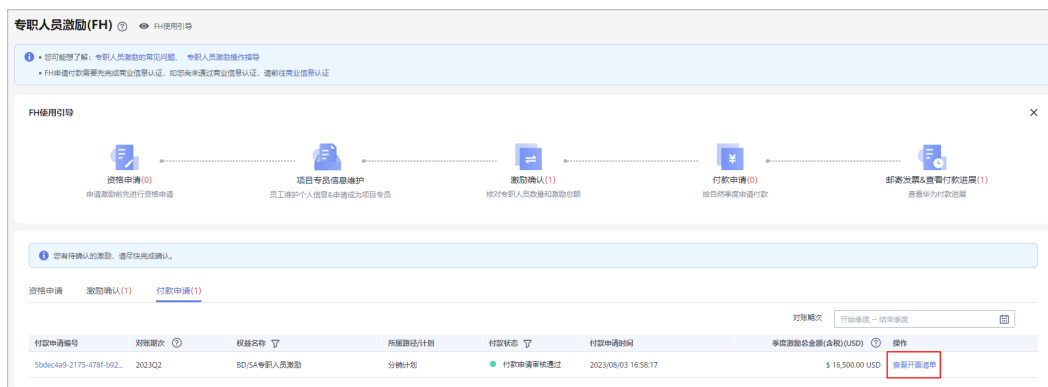 专职人员激励(FH) FH使用引导
• 您可能想了解：专职人员激励的常见问题、 专职人员激励操作指导
• FH申请付款需要先完成商业信息认证，如您尚未通过商业信息认证，请前往商业信息认证
FH使用引导
资格申请(0) 项目专员信息维护 激励确认(1) 付款申请(0) 邮寄发票&查看付款进展(1)
申请激励前先进行资格申请 员工维护个人信息&申请成为项目专员 核对专职人员数量和激励总额 按自然季度申请付款 查看华为付款进展
您有待确认的激励，请尽快完成确认。
资格申请 激励确认(1) 付款申请(1)
对账期次 开始季度 – 结束季度
付款申请编号 对账期次 权益名称 所属路径/计划 付款状态 付款申请时间 季度激励总金额(含税)(USD) 操作
5bdec4a9-2175-478f-b92... 2023Q2 BD/SA专职人员激励 分销计划 付款申请审核通过 2023/08/03 16:58:17 $ 16,500.00 USD 查看开票清单